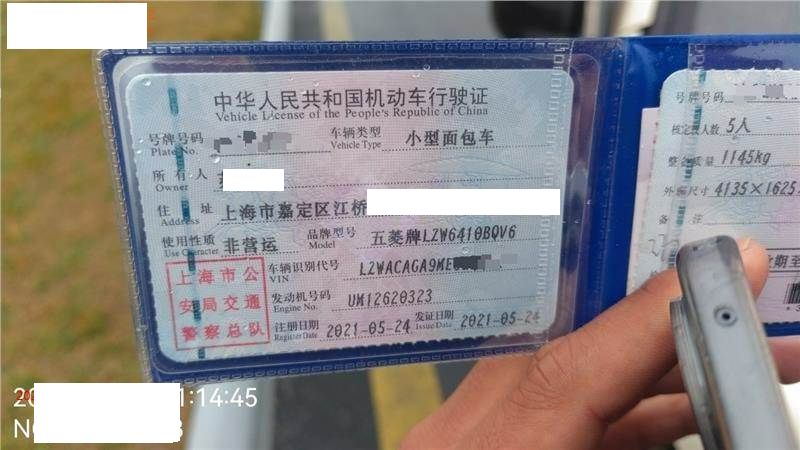 中华人民共和国机动车行驶证
Vehicle License of the People's Republic of China
号牌号码 车辆类型 小型面包车
Plate No. Vehicle Type
所有人
Owner
住址 上海市嘉定区江桥
Address
使用性质 非营运 品牌型号 五菱牌LZW6410BQV6
Use Character Model
车辆识别代号 LZWACAGA9ME
VIN
发动机号码 UM12620323
Engine No.
注册日期 2021-05-24 发证日期 2021-05-24
Register Date Issue Date
上海市公
安局交通
警察总队
号牌号码
核定载人数 5人
整备质量 1145kg
外廓尺寸 4135×1625
备注
1:14:45